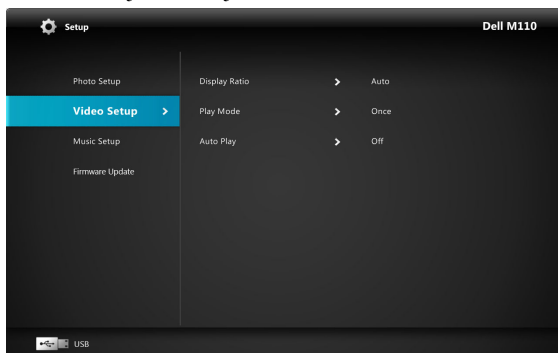 Setup
Dell M110
Photo Setup
Display Ratio
Auto
Video Setup
Play Mode
Once
Music Setup
Auto Play
Off
Firmware Update
USB